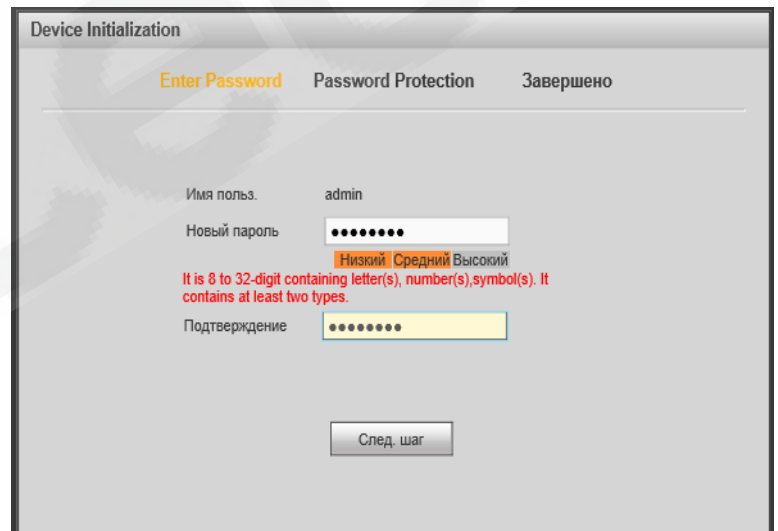 Device Initialization
Enter Password Password Protection Завершено
Имя польз. admin
Новый пароль ●●●●●●●●
Низкий Средний Высокий
It is 8 to 32-digit containing letter(s), number(s),symbol(s). It
contains at least two types.
Подтверждение ●●●●●●●●
След. шаг